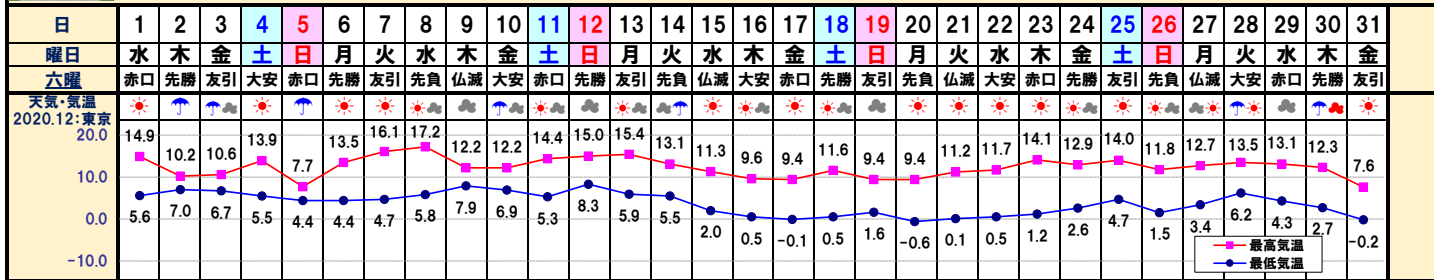 日 1 2 3 4 5 6 7 8 9 10 11 12 13 14 15 16 17 18 19 20 21 22 23 24 25 26 27 28 29 30 31
曜日 水 木 金 土 日 月 火 水 木 金 土 日 月 火 水 木 金 土 日 月 火 水 木 金 土 日 月 火 水 木 金
六曜 赤口 先勝 友引 大安 赤口 先勝 友引 先負 仏滅 大安 赤口 先勝 友引 先負 仏滅 大安 赤口 先勝 友引 先負 仏滅 大安 赤口 先勝 友引 先負 仏滅 大安 赤口 先勝 友引
天気・気温
2020.12:東京
20.0
10.0
0.0
-10.0
14.9 10.2 10.6 13.9 7.7 13.5 16.1 17.2 12.2 12.2 14.4 15.0 15.4 13.1 11.3 9.6 9.4 11.6 9.4 9.4 11.2 11.7 14.1 12.9 14.0 11.8 12.7 13.5 13.1 12.3 7.6
5.6 7.0 6.7 5.5 4.4 4.4 4.7 5.8 7.9 6.9 5.3 8.3 5.9 5.5 2.0 0.5 -0.1 0.5 1.6 -0.6 0.1 0.5 1.2 2.6 4.7 1.5 3.4 6.2 4.3 2.7 -0.2
最高気温
最低気温